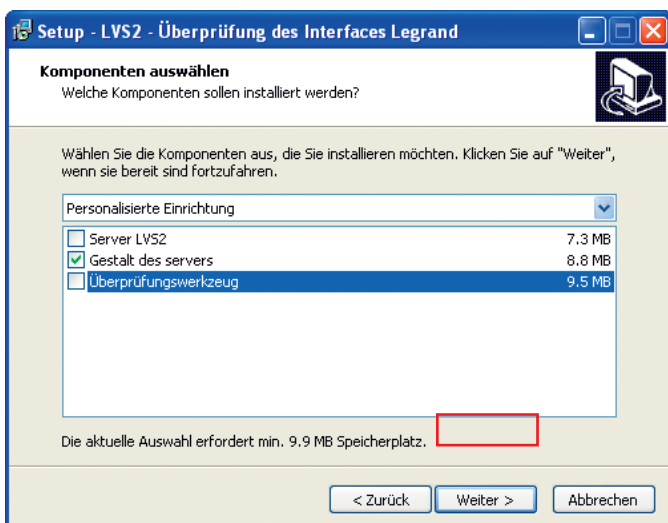 Setup - LVS2 - Überprüfung des Interfaces Legrand
Komponenten auswählen
Welche Komponenten sollen installiert werden?
Wählen Sie die Komponenten aus, die Sie installieren möchten. Klicken Sie auf "Weiter",
wenn sie bereit sind fortzufahren.
Personalisierte Einrichtung
Server LVS2 7.3 MB
Gestalt des servers 8.8 MB
Überprüfungswerkzeug 9.5 MB
Die aktuelle Auswahl erfordert min. 9.9 MB Speicherplatz.
< Zurück Weiter > Abbrechen